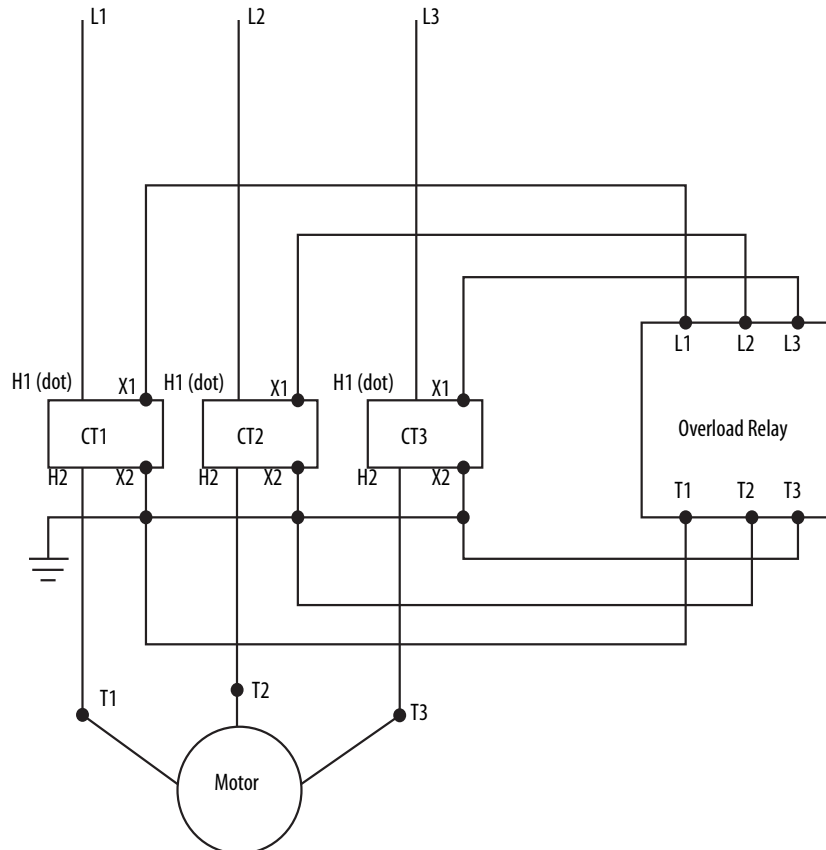 L1
L2
L3
L1
L2
L3
H1 (dot)
X1
H1 (dot)
X1
H1 (dot)
X1
CT1
CT2
CT3
Overload Relay
H2
X2
H2
X2
H2
X2
T1
T2
T3
T1
T2
T3
Motor